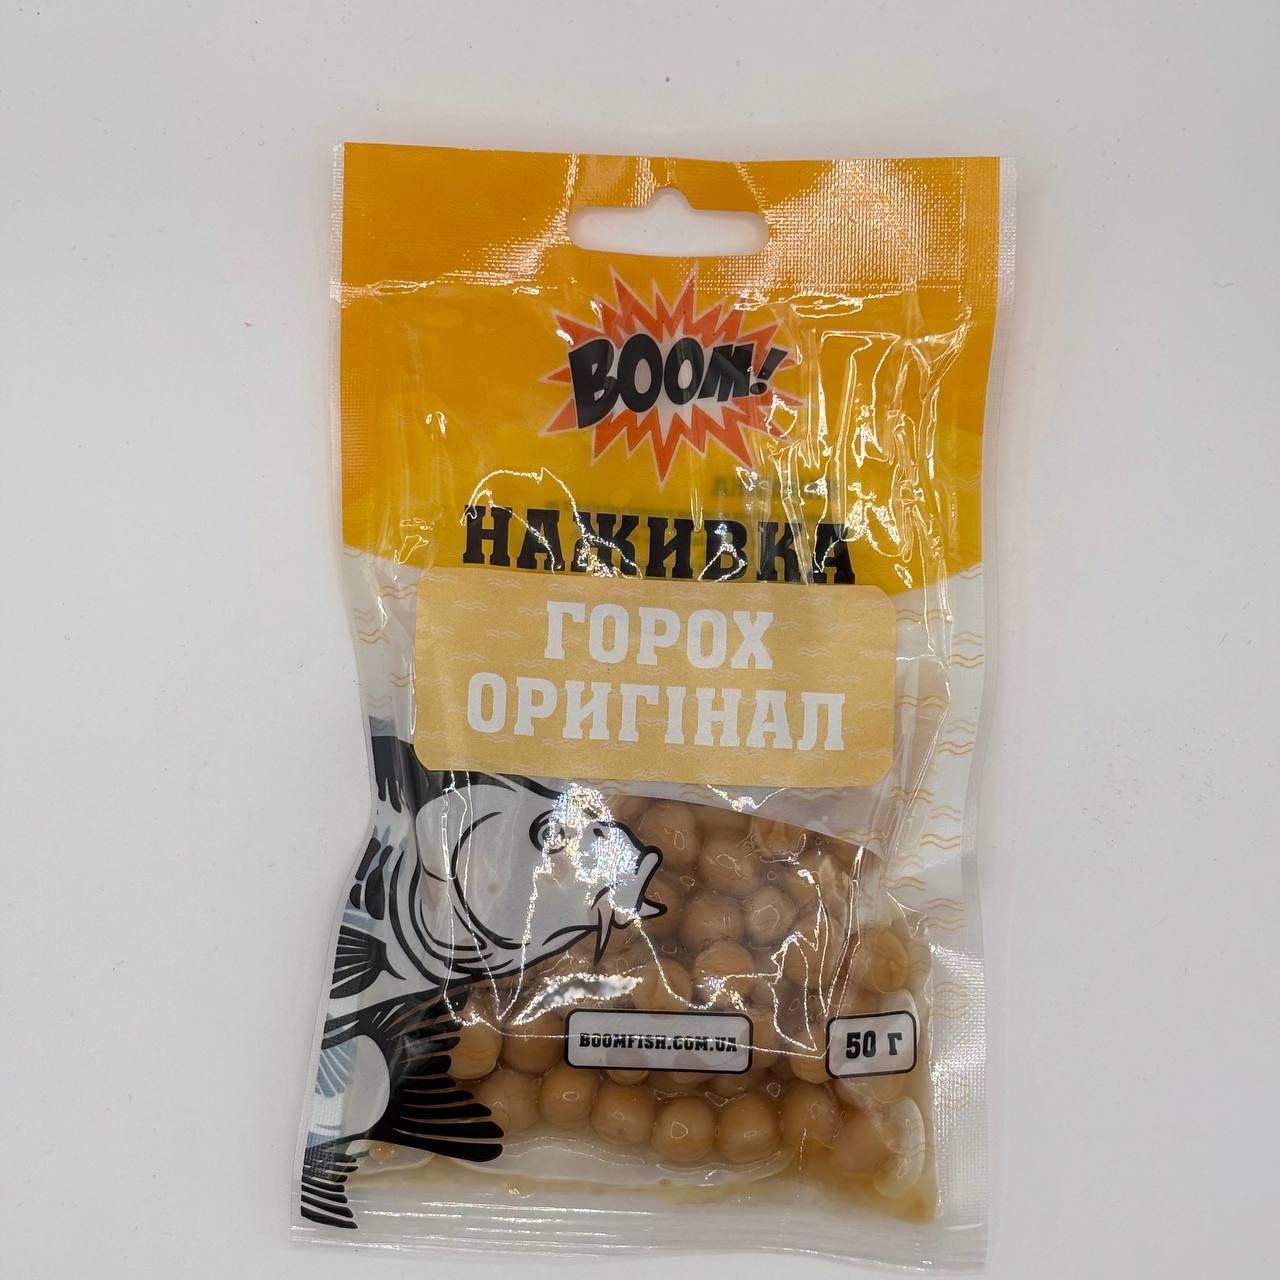 BOOM!
НАЖИВКА
ГОРОХ
ОРИГІНАЛ
BOOMFISH.COM.UA
50 г